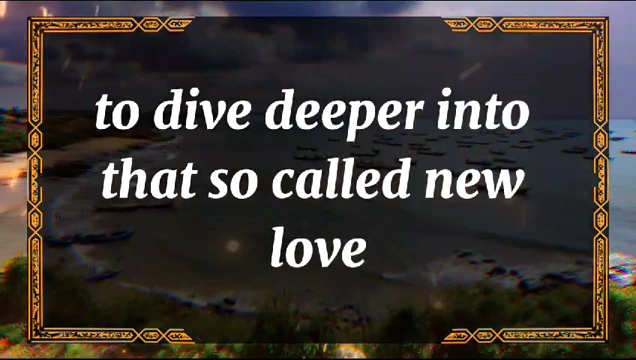 to dive deeper into
that so called new
love